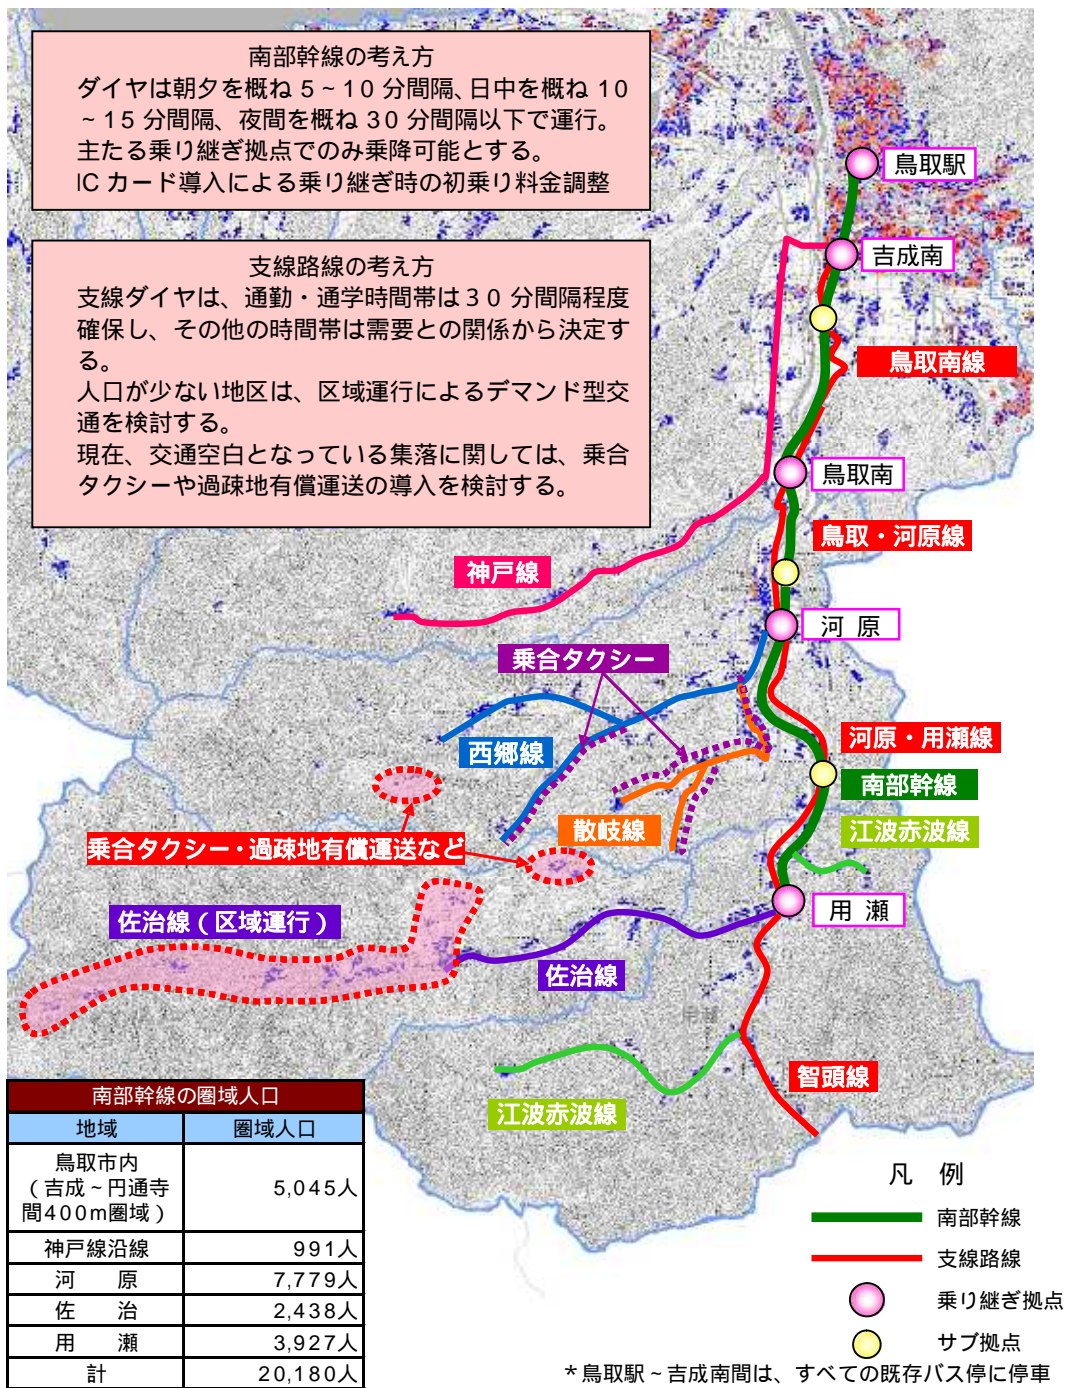 南部幹線の考え方
ダイヤは朝夕を概ね 5～10 分間隔、日中を概ね 10
～15 分間隔、夜間を概ね 30 分間隔以下で運行。
主たる乗り継ぎ拠点でのみ乗降可能とする。
IC カード導入による乗り継ぎ時の初乗り料金調整
支線路線の考え方
支線ダイヤは、通勤・通学時間帯は３０ 分間隔程度
確保し、その他の時間帯は需要との関係から決定す
る。
人口が少ない地区は、区域運行によるデマンド型交
通を検討する。
現在、交通空白となっている集落に関しては、乗合
タクシーや過疎地有償運送の導入を検討する。
鳥取駅
吉成南
鳥取南線
鳥取南
鳥取・河原線
神戸線
河 原
乗合タクシー
西郷線
河原・用瀬線
南部幹線
散岐線
江波赤波線
乗合タクシー・過疎地有償運送など
用 瀬
佐治線（区域運行）
佐治線
智頭線
江波赤波線
南部幹線の圏域人口
地域 圏域人口
鳥取市内
（吉成～円通寺
間400m圏域） 5,045人
神戸線沿線 991人
河 原 7,779人
佐 治 2,438人
用 瀬 3,927人
計 20,180人
凡 例
南部幹線
支線路線
乗り継ぎ拠点
サブ拠点
＊鳥取駅～吉成南間は、すべての既存バス停に停車